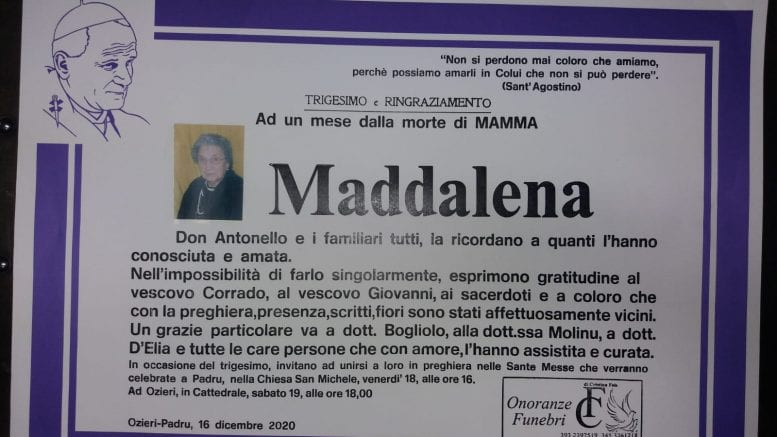 "Non si perdono mai coloro che amiamo,
perchè possiamo amarli in Colui che non si può perdere".
(Sant'Agostino)
TRIGESIMO e RINGRAZIAMENTO
Ad un mese dalla morte di MAMMA
Maddalena
Don Antonello e i familiari tutti, la ricordano a quanti l'hanno
conosciuta e amata.
Nell'impossibilità di farlo singolarmente, esprimono gratitudine al
vescovo Corrado, al vescovo Giovanni, ai sacerdoti e a coloro che
con la preghiera,presenza,scritti,fiori sono stati affettuosamente vicini.
Un grazie particolare va a dott. Bogliolo, alla dott.ssa Molinu, a dott.
D'Elia e tutte le care persone che con amore,l'hanno assistita e curata.
In occasione del trigesimo, invitano ad unirsi a loro in preghiera nelle Sante Messe che verranno
celebrate a Padru, nella Chiesa San Michele, venerdi' 18, alle ore 16.
Ad Ozieri, in Cattedrale, sabato 19, alle ore 18,00
Ozieri-Padru, 16 dicembre 2020
di Cristina
Onoranze
Funebri
CF